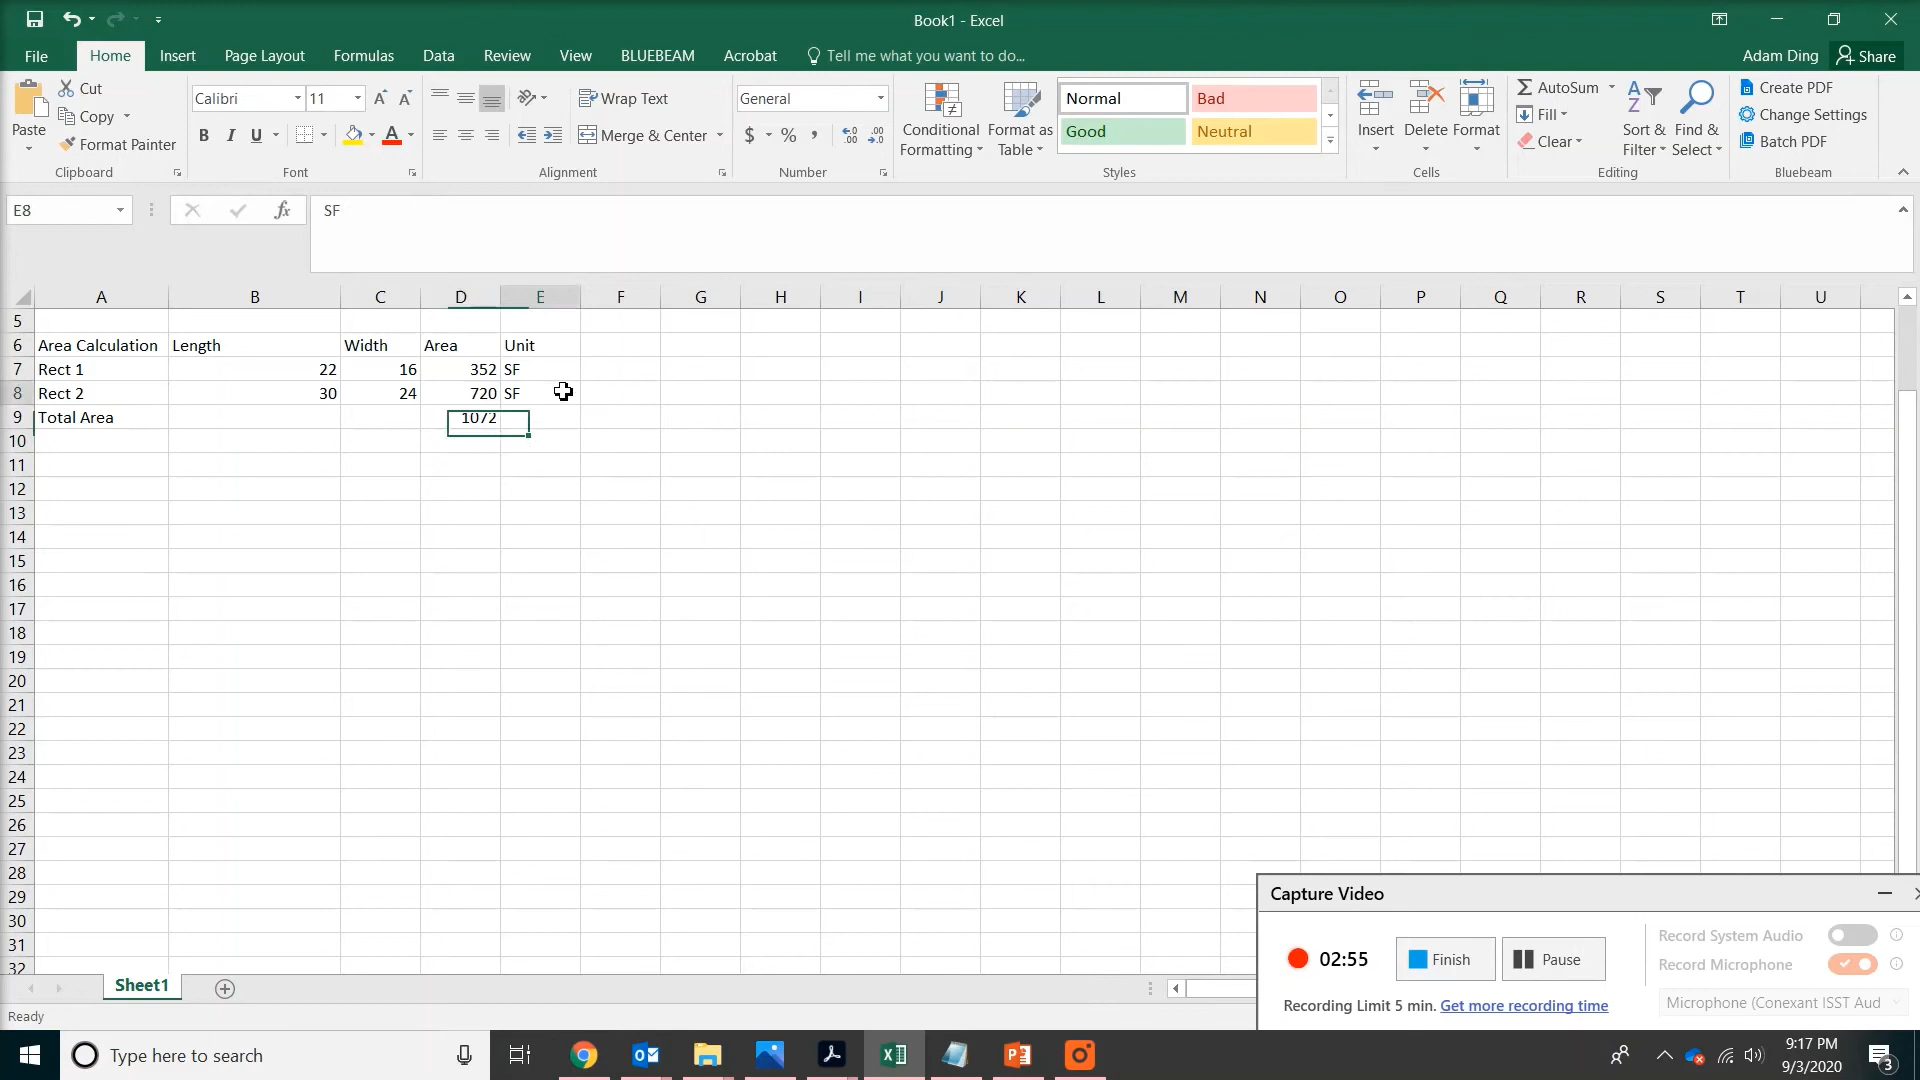 Book1 - Excel
File Home Insert Page Layout Formulas Data Review View BLUEBEAM Acrobat Tell me what you want to do... Adam Ding Share
Paste
Cut
Copy
Format Painter
Clipboard
Calibri 11
B I U
Font
Wrap Text
Merge & Center
Alignment
General
$ % ,
Number
Conditional Formatting
Format as Table
Normal Bad
Good Neutral
Styles
Insert Delete Format
Cells
AutoSum
Fill
Clear
Sort & Filter
Find & Select
Editing
Create PDF
Change Settings
Batch PDF
Bluebeam
E8 fx SF
A B C D E F G H I J K L M N O P Q R S T U
5
6 Area Calculation Length Width Area Unit
7 Rect 1 22 16 352 SF
8 Rect 2 30 24 720 SF
9 Total Area 1072
10
11
12
13
14
15
16
17
18
19
20
21
22
23
24
25
26
27
28
29
30
31
32
Sheet1
Ready
Capture Video
02:55 Finish Pause
Recording Limit 5 min. Get more recording time
Record System Audio
Record Microphone
Microphone (Conexant ISST Aud
Type here to search
9:17 PM
9/3/2020
3